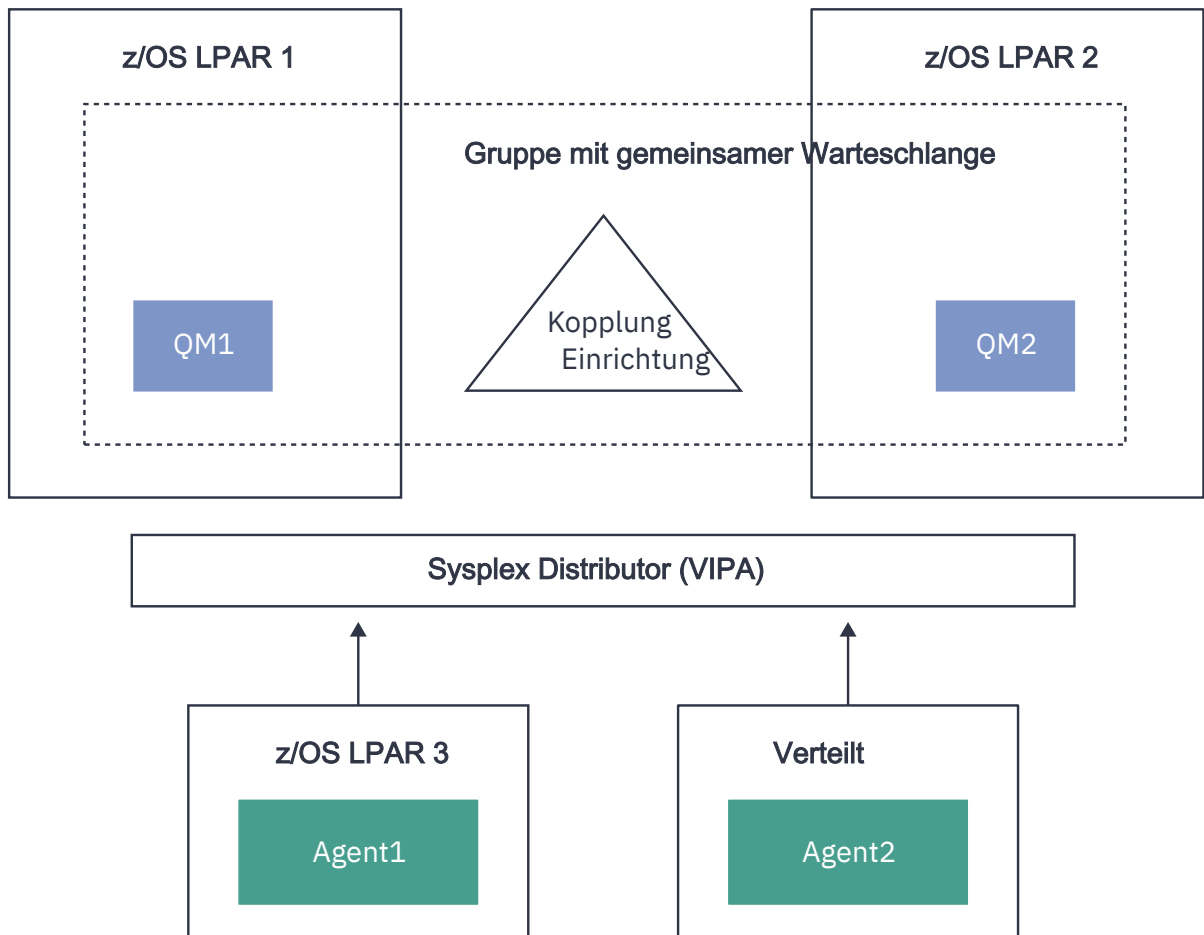 z/OS LPAR 1
z/OS LPAR 2
Gruppe mit gemeinsamer Warteschlange
Kopplung
Einrichtung
QM1
QM2
Sysplex Distributor (VIPA)
z/OS LPAR 3
Verteilt
Agent1
Agent2